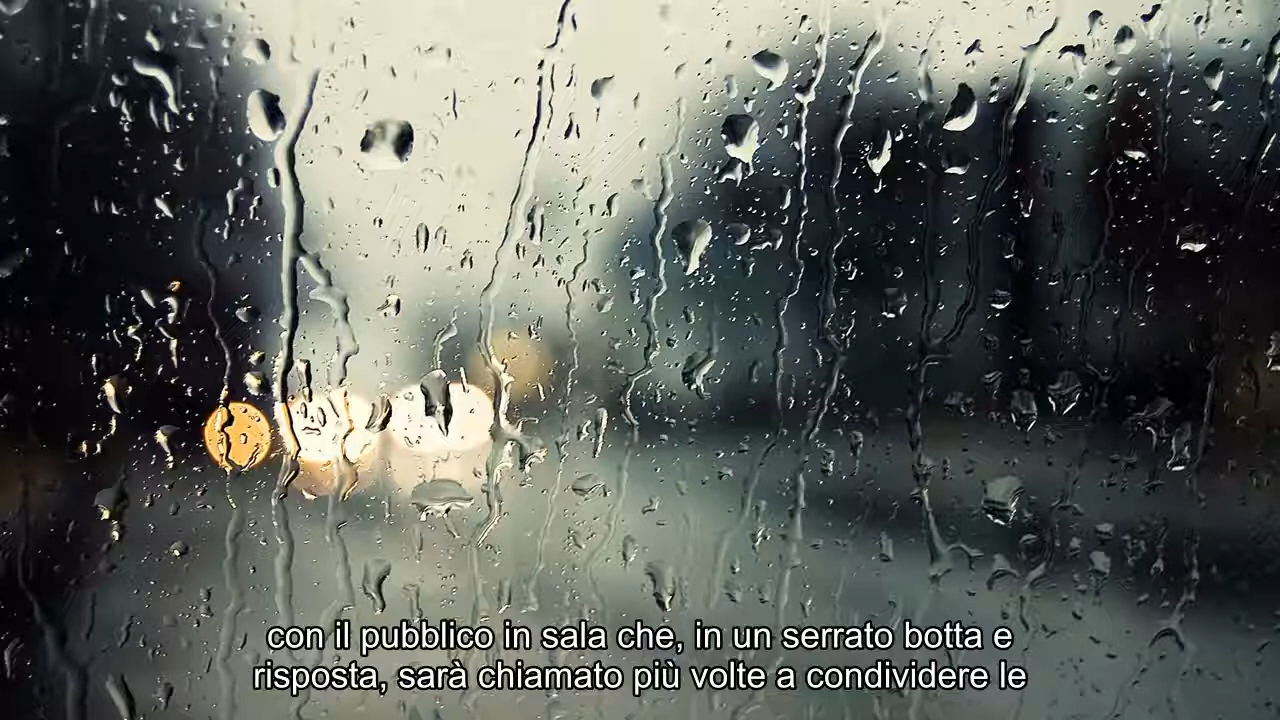 con il pubblico in sala che, in un serrato botta e
risposta, sarà chiamato più volte a condividere le